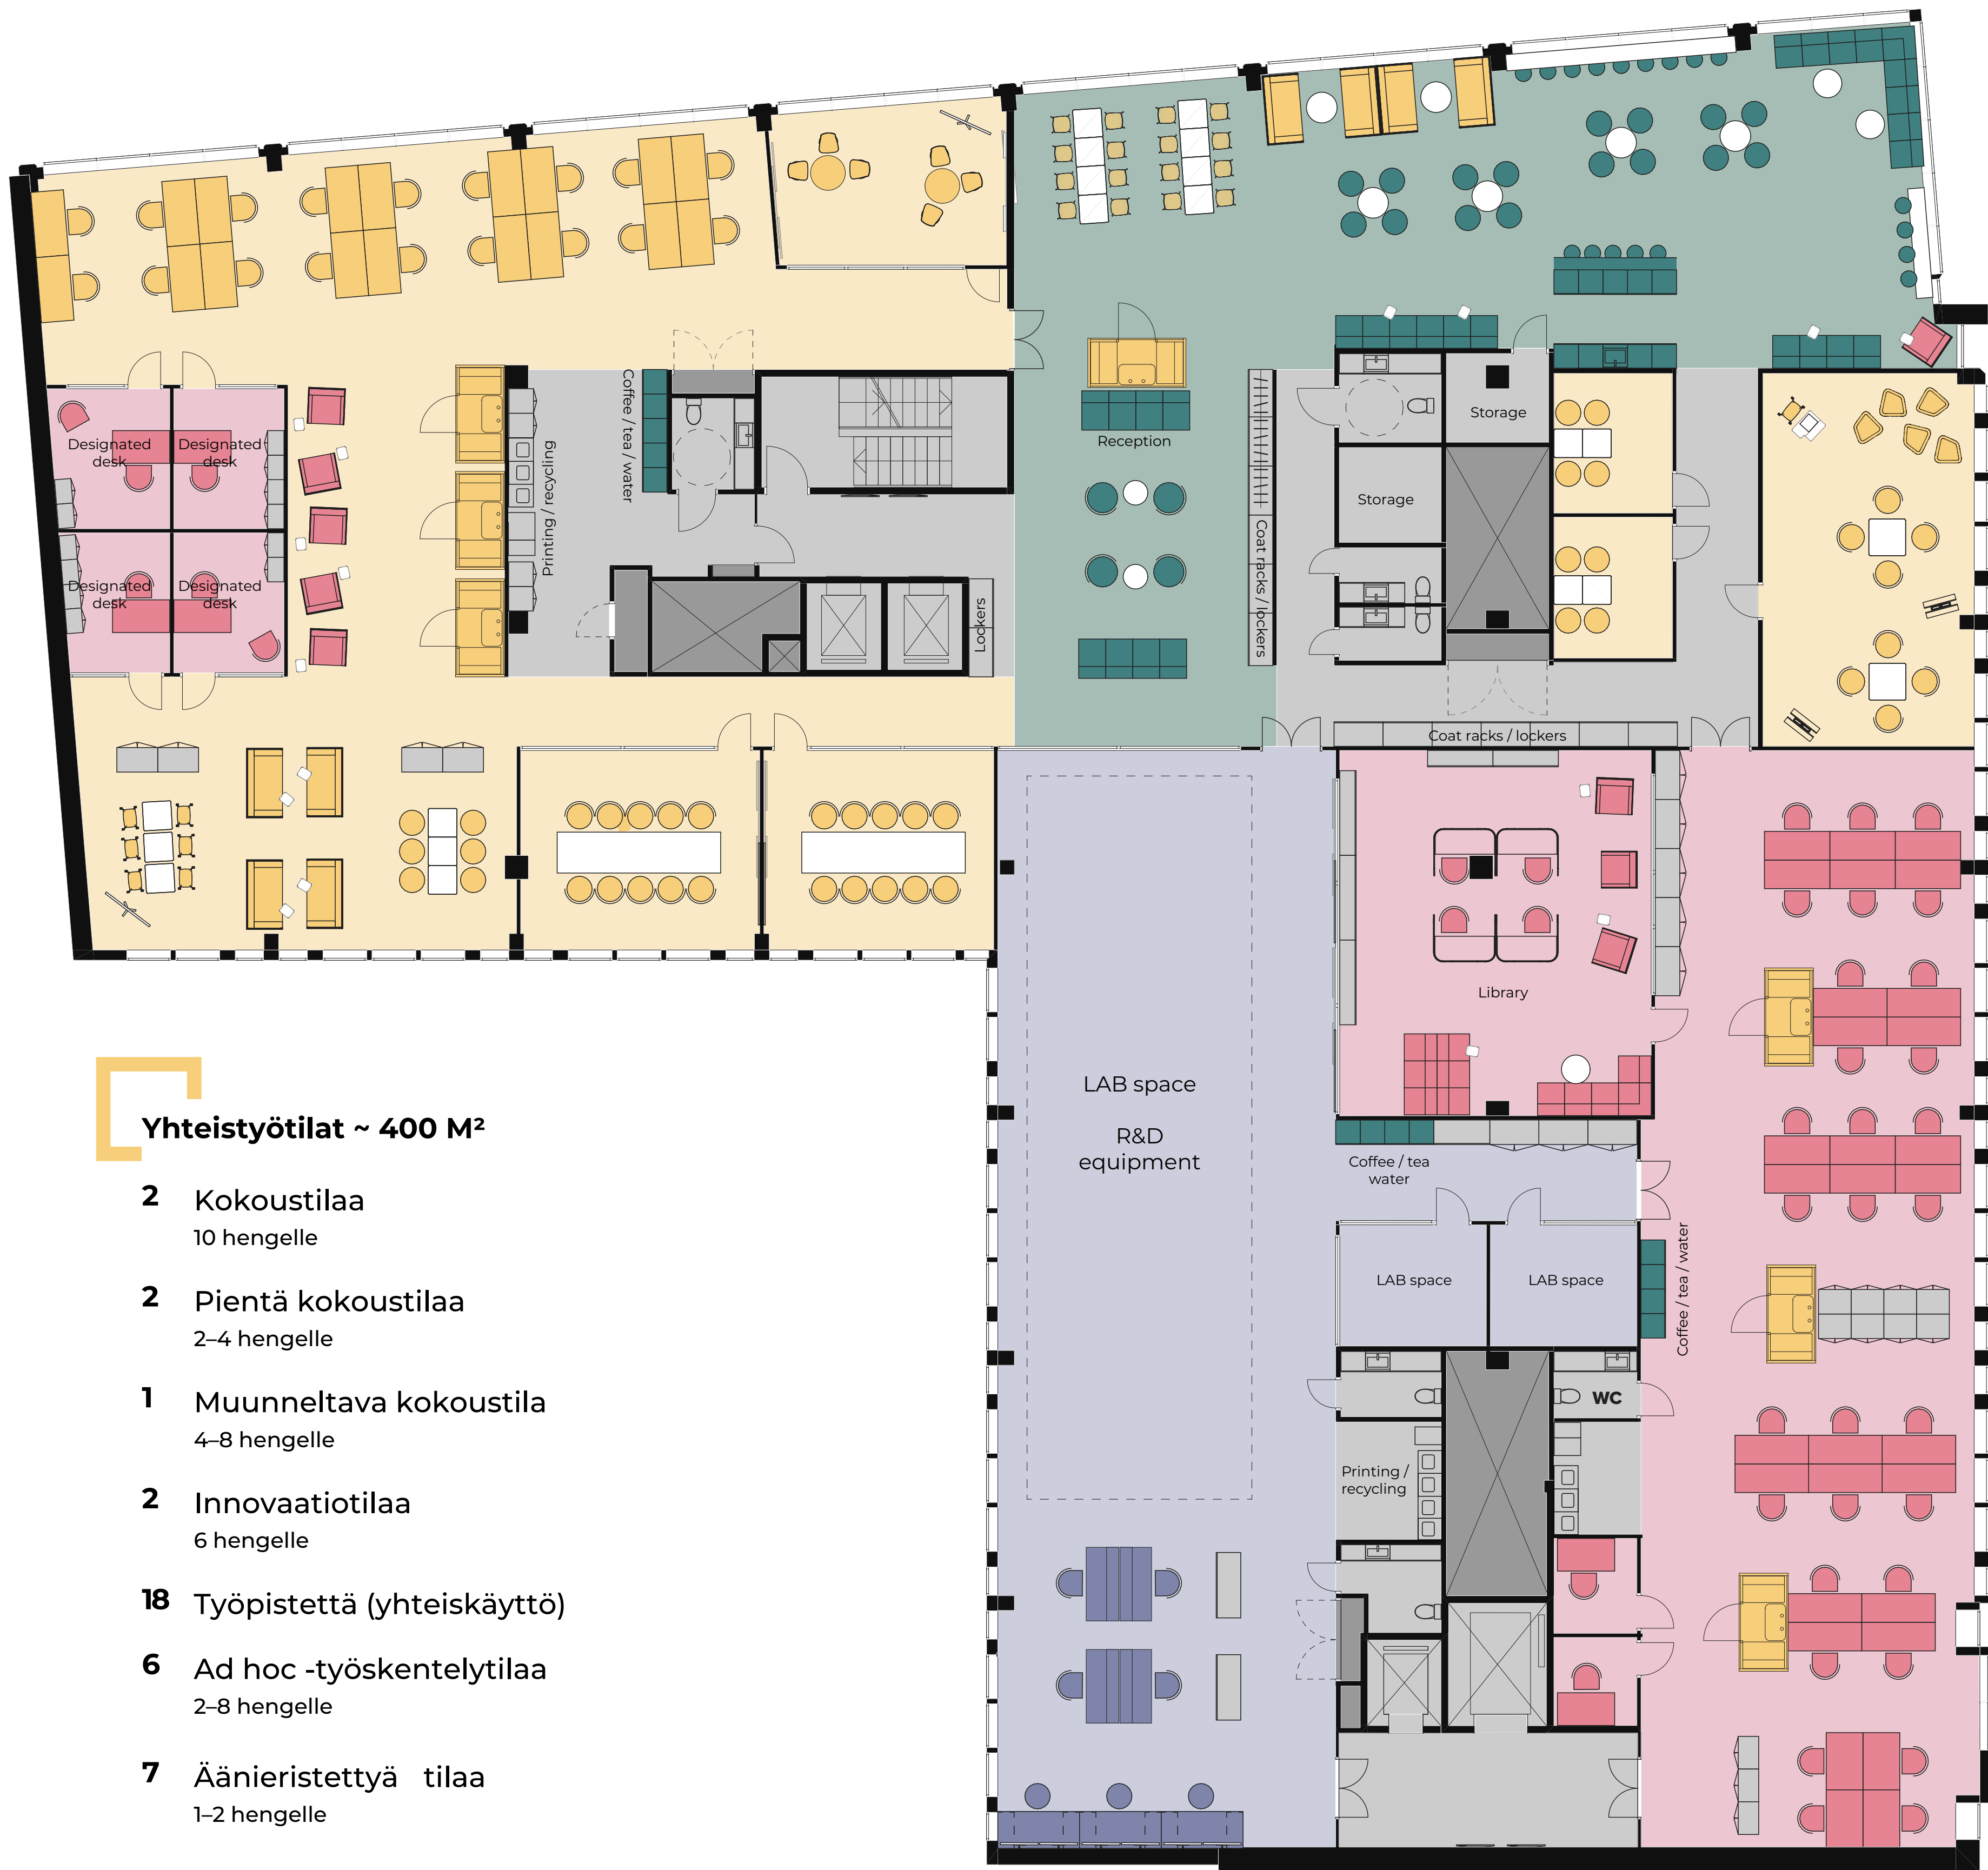 Designated
desk
Designated
desk
Designated
desk
Designated
desk
Printing / recycling
Coffee / tea / water
Lockers
Reception
Coat racks / lockers
Storage
Storage
Coat racks / lockers
Library
LAB space
R&D
equipment
Coffee / tea
water
LAB space
LAB space
Coffee / tea / water
WC
Printing /
recycling
Yhteistyötilat ~ 400 M²
2 Kokoustilaa
10 hengelle
2 Pientä kokoustilaa
2–4 hengelle
1 Muunneltava kokoustila
4–8 hengelle
2 Innovaatiotilaa
6 hengelle
18 Työpistettä (yhteiskäyttö)
6 Ad hoc -työskentelytilaa
2–8 hengelle
7 Äänieristettyä tilaa
1–2 hengelle